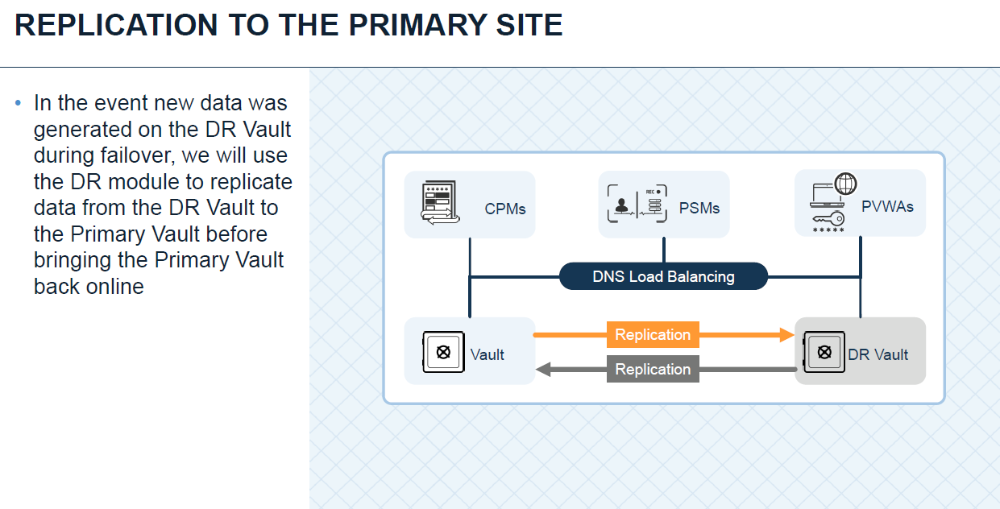 REPLICATION TO THE PRIMARY SITE
• In the event new data was
generated on the DR Vault
during failover, we will use
the DR module to replicate
data from the DR Vault to
the Primary Vault before
bringing the Primary Vault
back online
*****
CPMs
REC
PSMs
*****
PVWAs
DNS Load Balancing
Vault
Replication
Replication
DR Vault